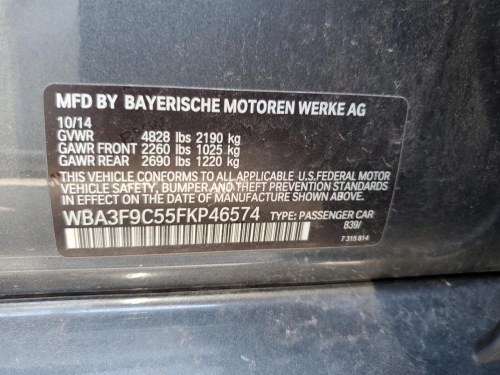 MFD BY BAYERISCHE MOTOREN WERKE AG
10/14
GVWR 4828 lbs 2190 kg
GAWR FRONT 2260 lbs 1025 kg
GAWR REAR 2690 lbs 1220 kg
THIS VEHICLE CONFORMS TO ALL APPLICABLE U.S.FEDERAL MOTOR
VEHICLE SAFETY, BUMPER,AND THEFT PREVENTION STANDARDS
IN EFFECT ON THE DATE OF MANUFACTURE SHOWN ABOVE.
WBA3F9C55FKP46574 TYPE: PASSENGER CAR
B39/
7 315 814